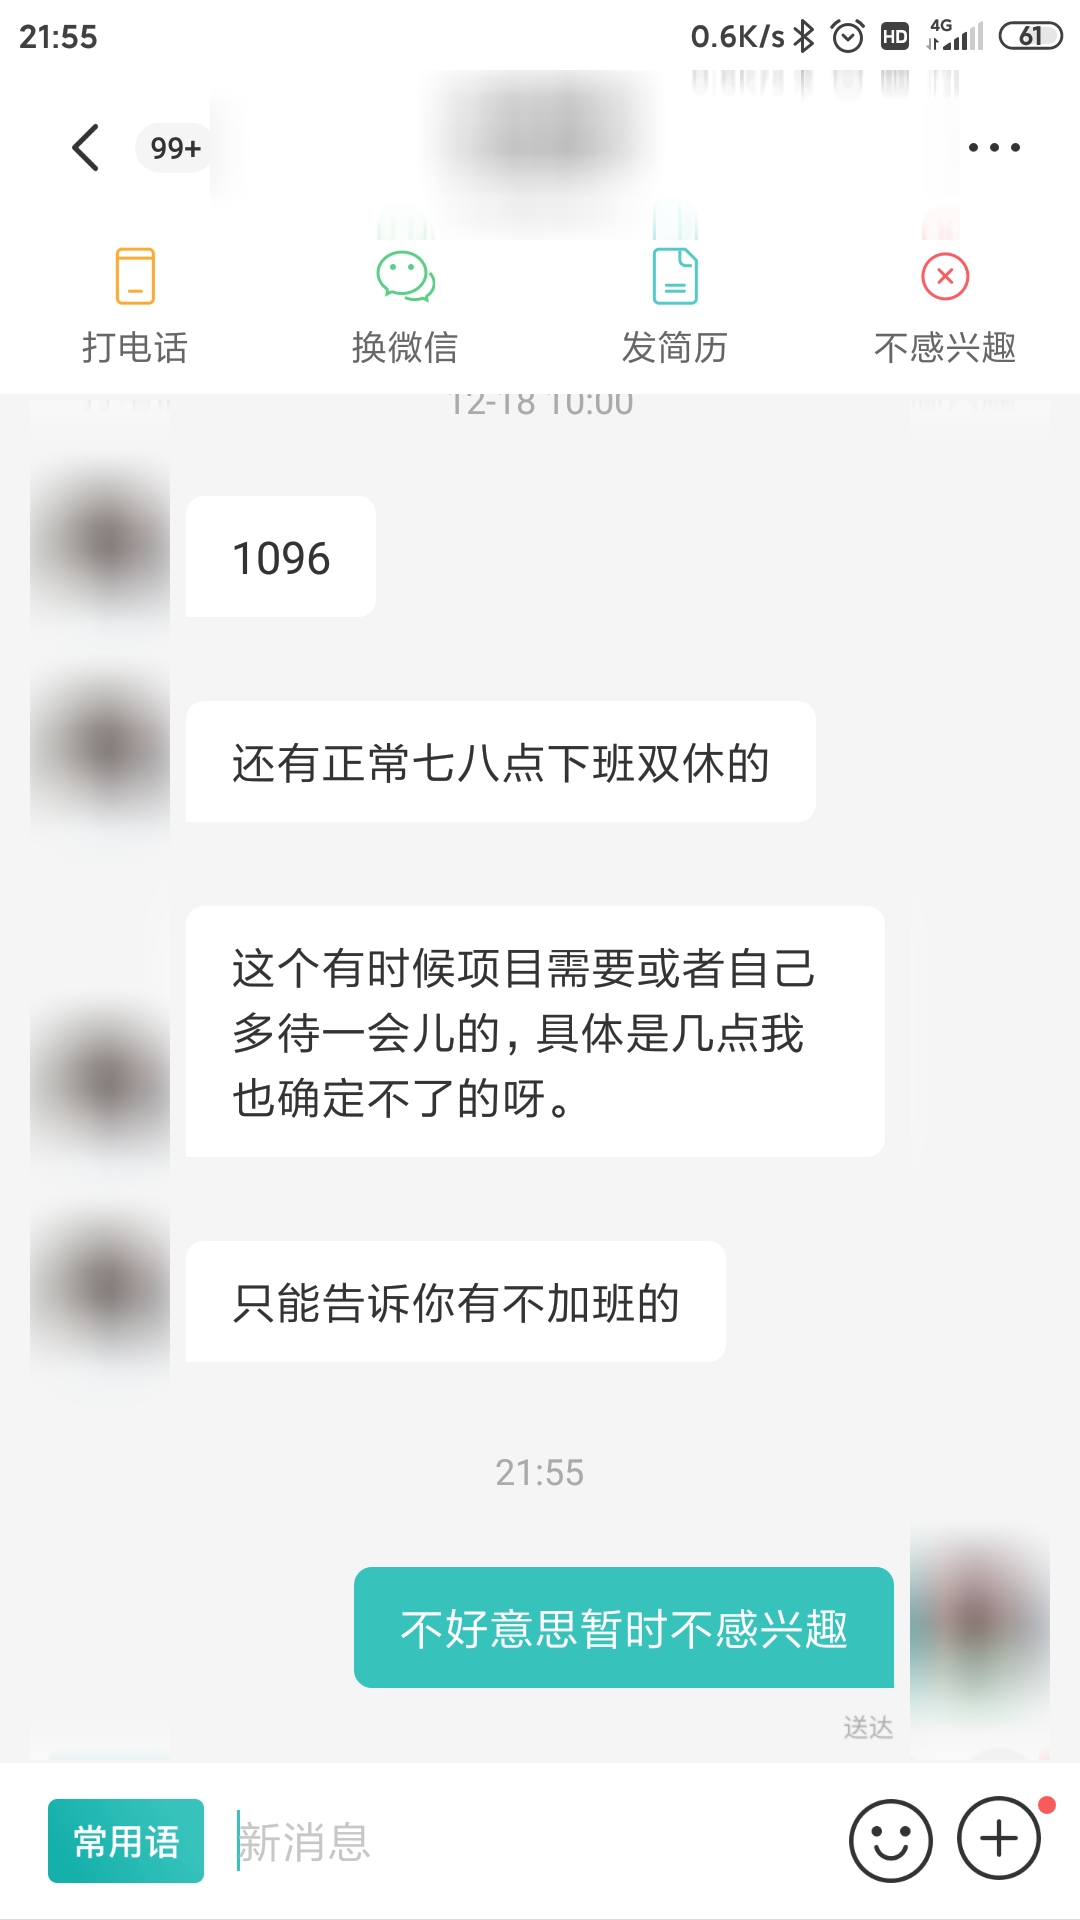 21:55
0.6K/s
HD
4G
61
99+
打电话
换微信
发简历
不感兴趣
12-18 10:00
1096
还有正常七八点下班双休的
这个有时候项目需要或者自己
多待一会儿的，具体是几点我
也确定不了的呀。
只能告诉你有不加班的
21:55
不好意思暂时不感兴趣
送达
常用语
新消息